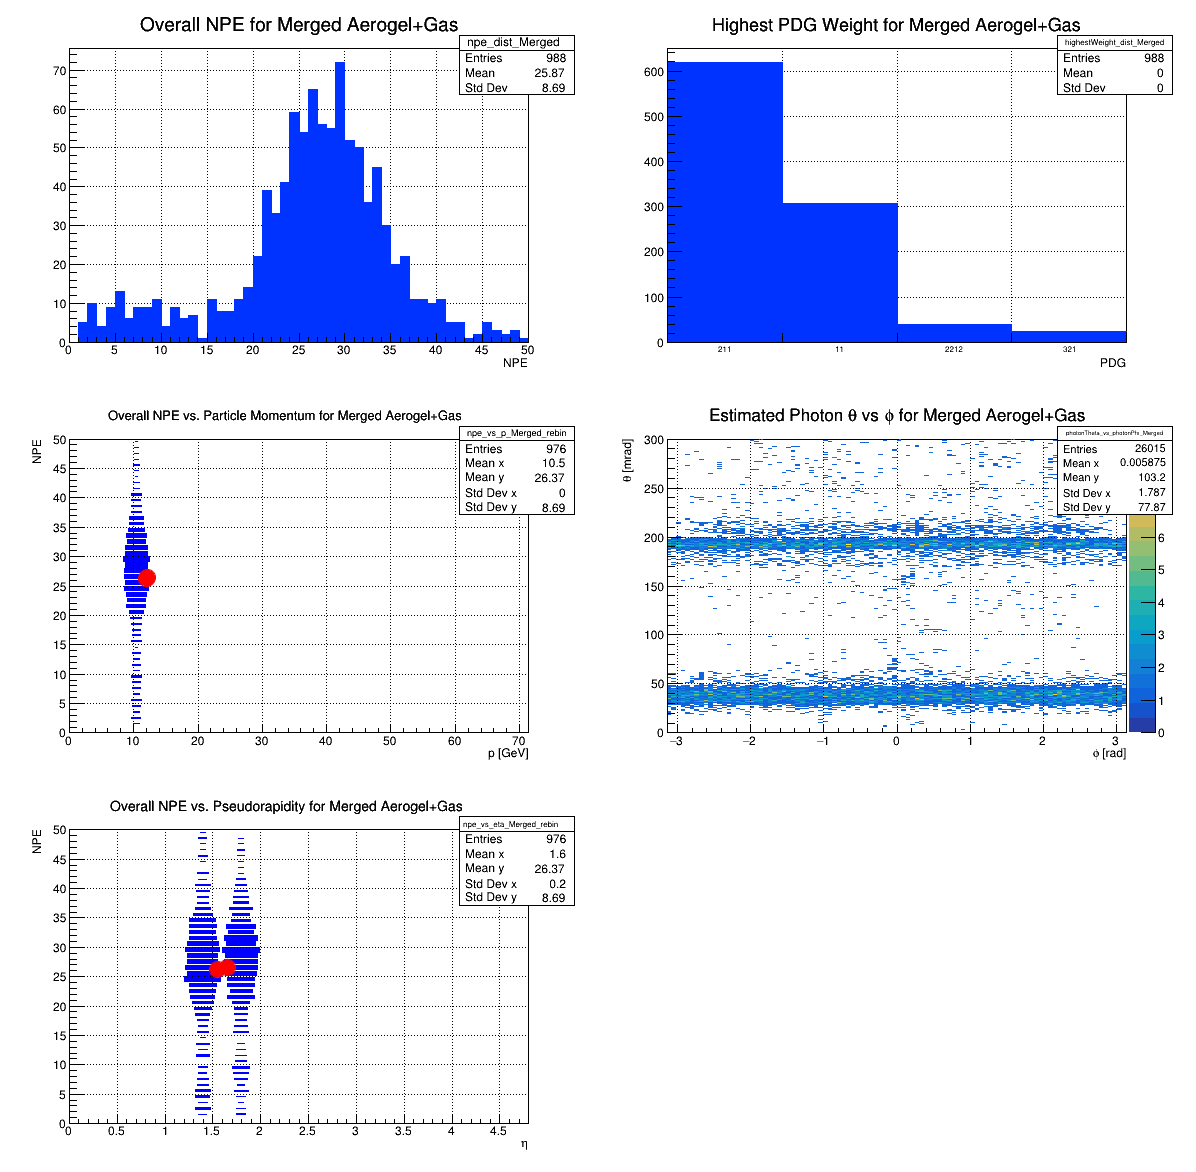 Overall NPE for Merged Aerogel+Gas
npe_dist_Merged
Entries 988
Mean 25.87
Std Dev 8.69
70
60
50
40
30
20
10
0
0 5 10 15 20 25 30 35 40 45 50
NPE
Highest PDG Weight for Merged Aerogel+Gas
highestWeight_dist_Merged
Entries 988
Mean 0
Std Dev 0
600
500
400
300
200
100
0
211 11 2212 321
PDG
Overall NPE vs. Particle Momentum for Merged Aerogel+Gas
npe_vs_p_Merged_rebin
Entries 976
Mean x 10.5
Mean y 26.37
Std Dev x 0
Std Dev y 8.69
NPE
50
45
40
35
30
25
20
15
10
5
0
0 10 20 30 40 50 60 70
p [GeV]
Estimated Photon θ vs ϕ for Merged Aerogel+Gas
photonTheta_vs_photonPhi_Merged
Entries 26015
Mean x 0.005875
Mean y 103.2
Std Dev x 1.787
Std Dev y 77.87
θ [mrad]
300
250
200
150
100
50
0
−3 −2 −1 0 1 2 3
ϕ [rad]
6
5
4
3
2
1
0
Overall NPE vs. Pseudorapidity for Merged Aerogel+Gas
npe_vs_eta_Merged_rebin
Entries 976
Mean x 1.6
Mean y 26.37
Std Dev x 0.2
Std Dev y 8.69
NPE
50
45
40
35
30
25
20
15
10
5
0
0 0.5 1 1.5 2 2.5 3 3.5 4 4.5
η